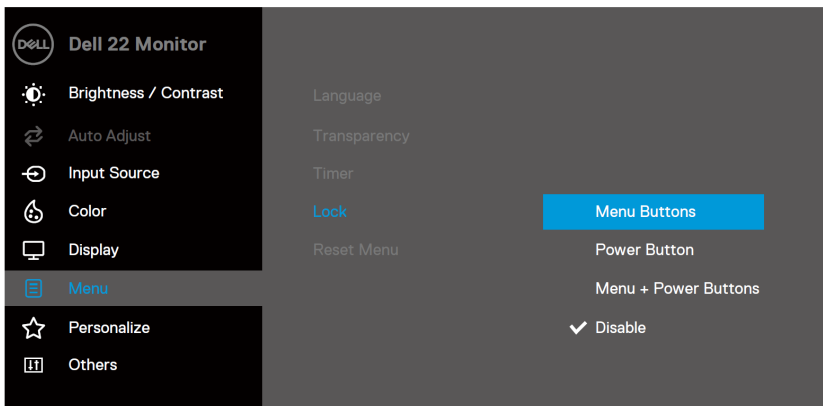 DELL
Dell 22 Monitor
Brightness / Contrast
Auto Adjust
Input Source
Color
Display
Menu
Personalize
Others
Language
Transparency
Timer
Lock
Reset Menu
Menu Buttons
Power Button
Menu + Power Buttons
Disable